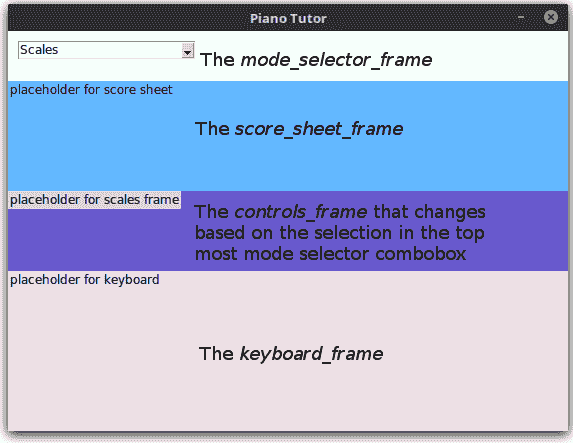 Piano Tutor
Scales
The mode_selector_frame
placeholder for score sheet
The score_sheet_frame
placeholder for scales frame
The controls_frame that changes
based on the selection in the top
most mode selector combobox
placeholder for keyboard
The keyboard_frame